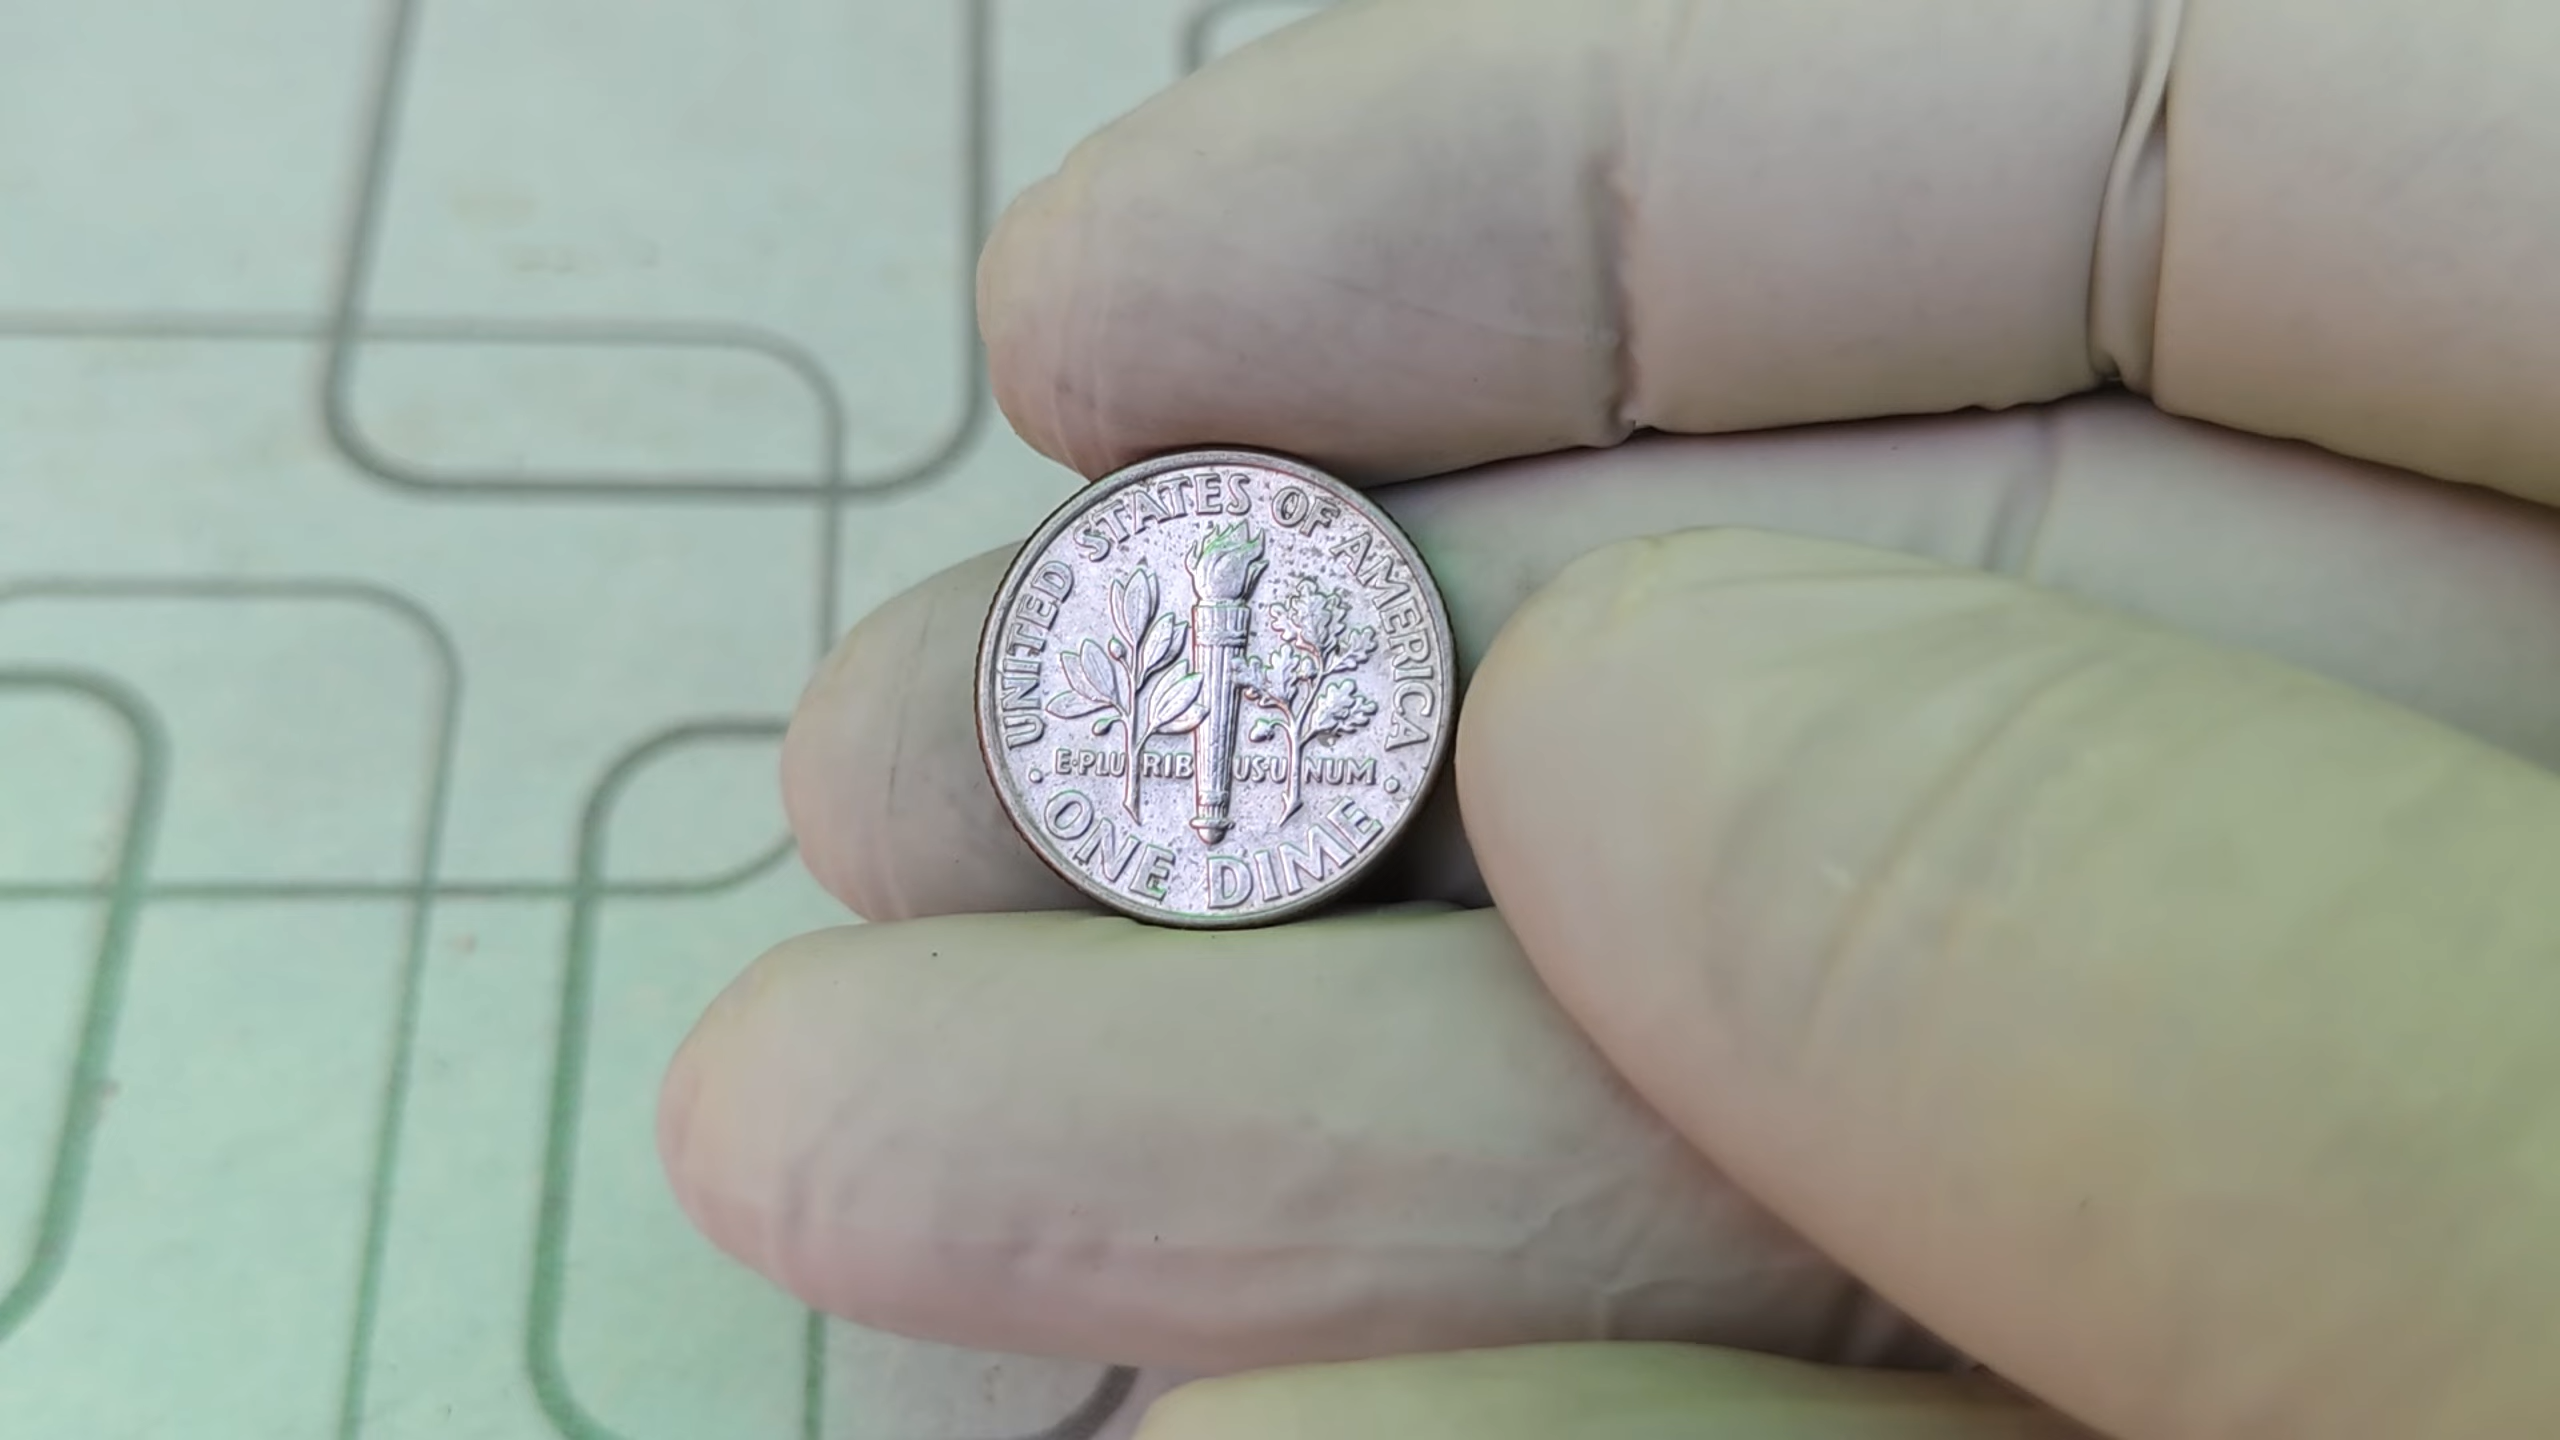 UNITED STATES OF AMERICA
E·PLURIBUS·UNUM
· ONE DIME ·